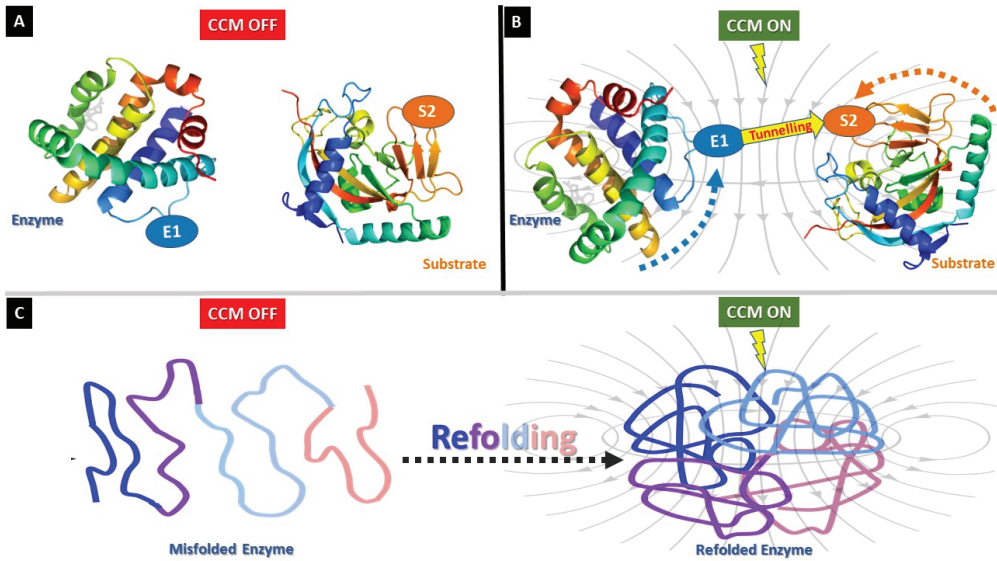 A
CCM OFF
S2
Enzyme
E1
Substrate
B
CCM ON
E1
Tunnelling
S2
Enzyme
Substrate
C
CCM OFF
Refolding
Misfolded Enzyme
CCM ON
Refolded Enzyme